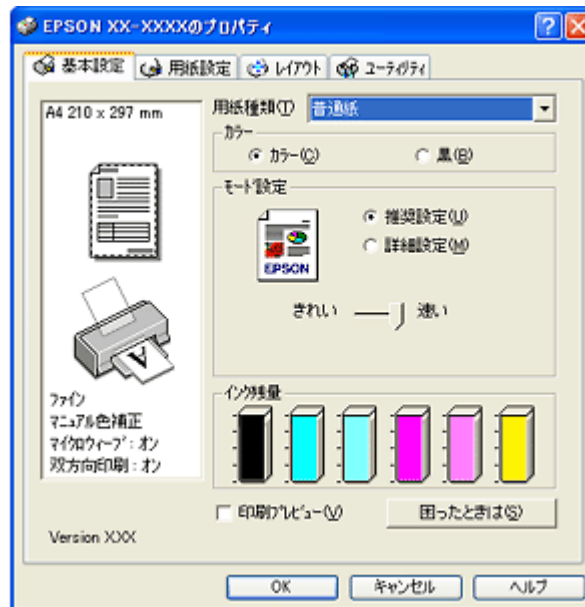 EPSON XX-XXXXのプロパティ
基本設定 用紙設定 レイアウト ユーティリティ
A4 210 x 297 mm
用紙種類(T) 普通紙
カラー
カラー(C) 黒(B)
モード設定
推奨設定(U)
詳細設定(M)
EPSON
きれい 速い
A
ファイン
マニュアル色補正
マイクロウィーブ:オン
双方向印刷:オン
インク残量
印刷プレビュー(V) 困ったときは(S)
Version XXX
OK キャンセル ヘルプ